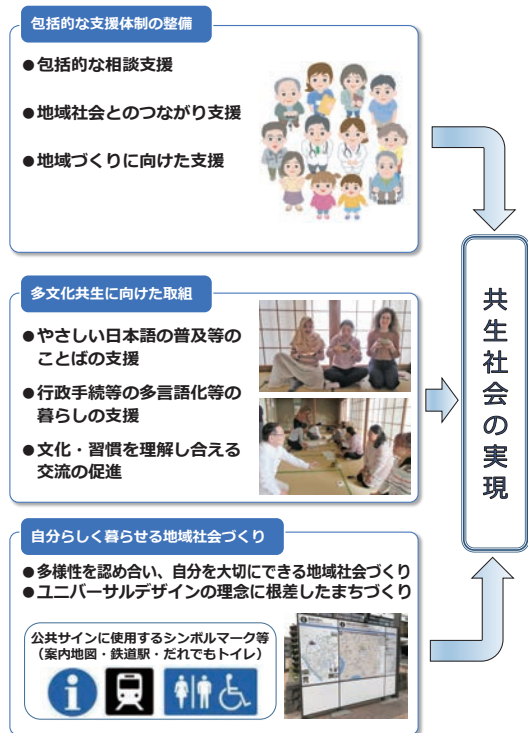 包括的な支援体制の整備
●包括的な相談支援
●地域社会とのつながり支援
●地域づくりに向けた支援
多文化共生に向けた取組
●やさしい日本語の普及等の
ことばの支援
●行政手続等の多言語化等の
暮らしの支援
●文化・習慣を理解し合える
交流の促進
自分らしく暮らせる地域社会づくり
●多様性を認め合い、自分を大切にできる地域社会づくり
●ユニバーサルデザインの理念に根差したまちづくり
公共サインに使用するシンボルマーク等
（案内地図・鉄道駅・だれでもトイレ）
共生社会の実現